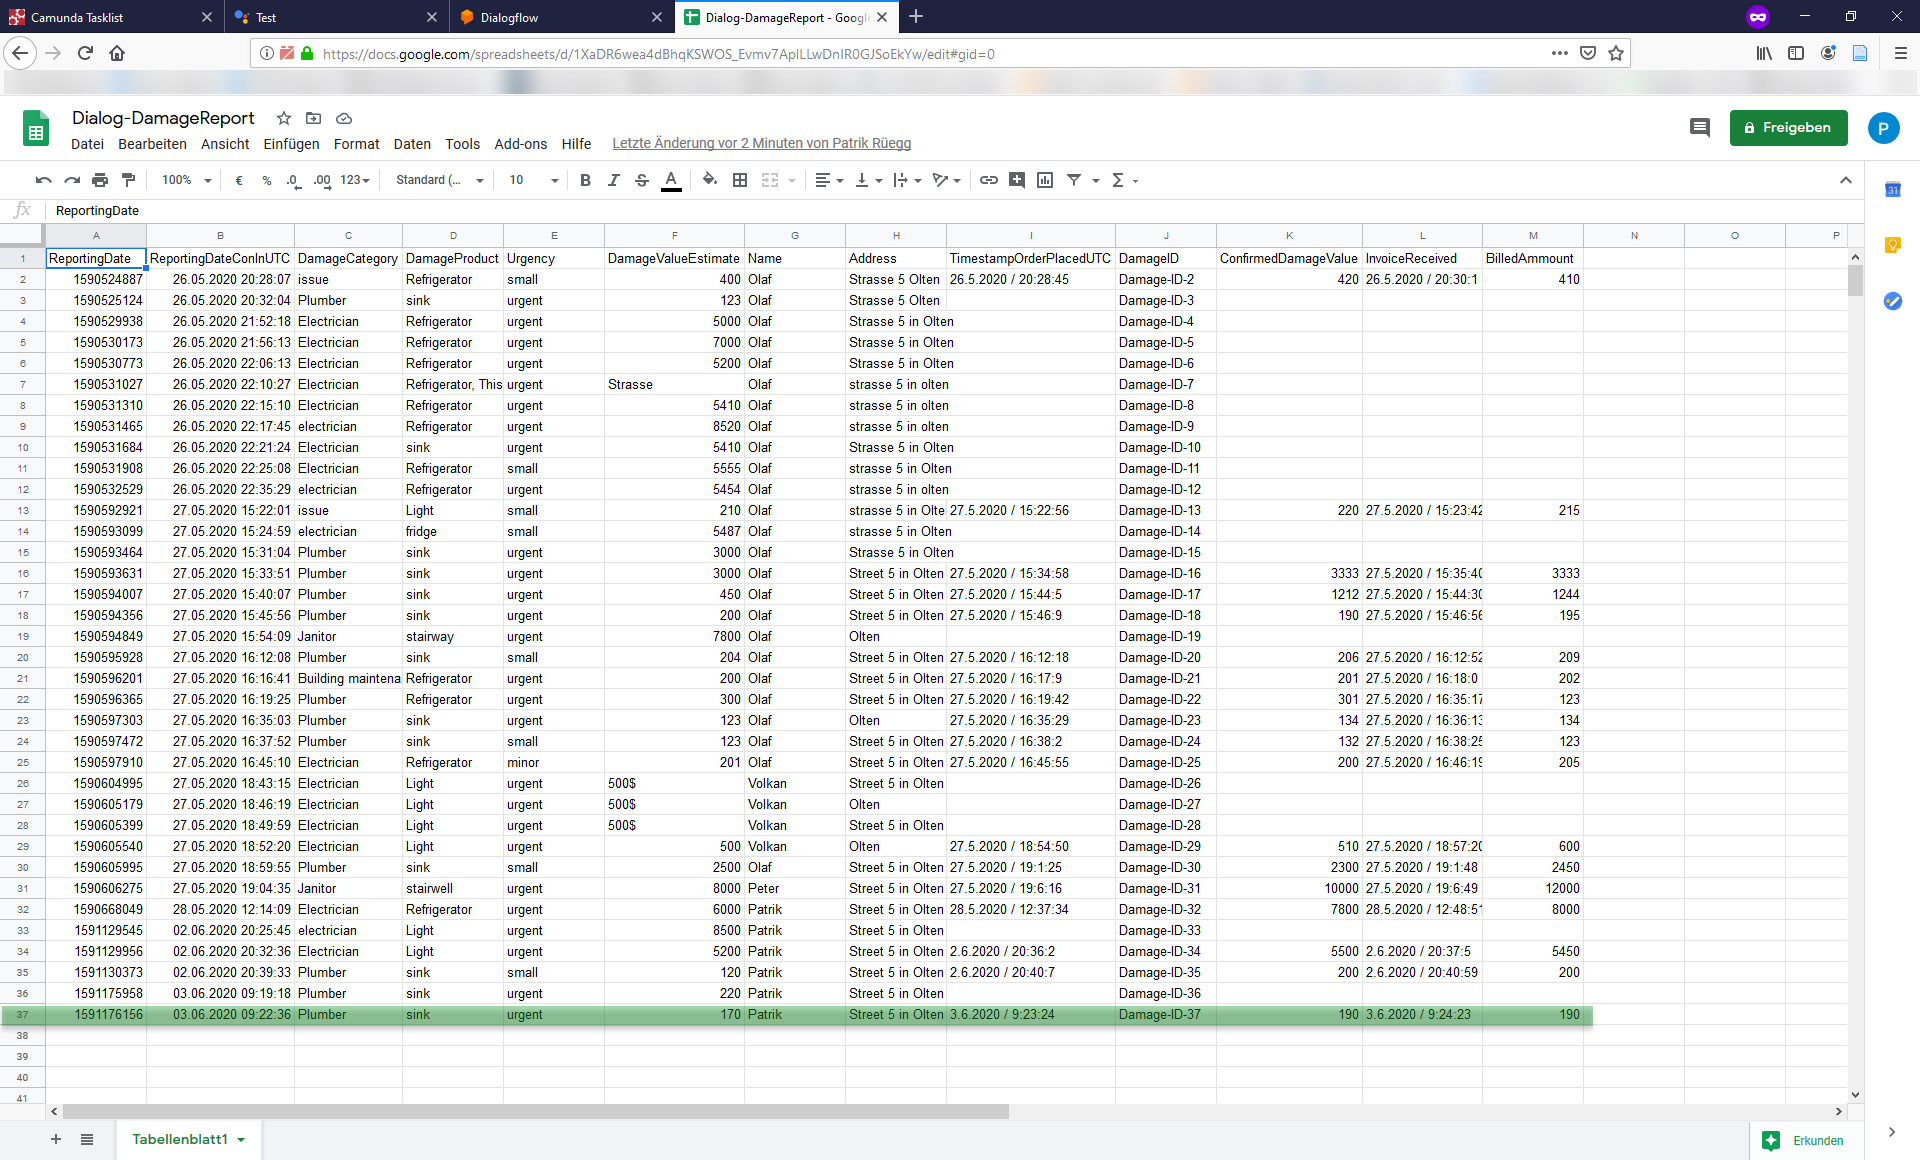 Camunda Tasklist
Test
Dialogflow
Dialog-DamageReport - Google
https://docs.google.com/spreadsheets/d/1XaDR6wea4dBhqKSWOS_Evmv7AplLLwDnIR0GJSoEkYw/edit#gid=0
Dialog-DamageReport
Datei Bearbeiten Ansicht Einfügen Format Daten Tools Add-ons Hilfe Letzte Änderung vor 2 Minuten von Patrik Rüegg
Freigeben
P
100% € % .0 .00 123 Standard (... 10 B I S A
31
fx ReportingDate
A B C D E F G H I J K L M N O P
1 ReportingDate ReportingDateConInUTC DamageCategory DamageProduct Urgency DamageValueEstimate Name Address TimestampOrderPlacedUTC DamageID ConfirmedDamageValue InvoiceReceived BilledAmmount
2 1590524887 26.05.2020 20:28:07 issue Refrigerator small 400 Olaf Strasse 5 Olten 26.5.2020 / 20:28:45 Damage-ID-2 420 26.5.2020 / 20:30:1 410
3 1590525124 26.05.2020 20:32:04 Plumber sink urgent 123 Olaf Strasse 5 Olten Damage-ID-3
4 1590529938 26.05.2020 21:52:18 Electrician Refrigerator urgent 5000 Olaf Strasse 5 in Olten Damage-ID-4
5 1590530173 26.05.2020 21:56:13 Electrician Refrigerator urgent 7000 Olaf Strasse 5 in Olten Damage-ID-5
6 1590530773 26.05.2020 22:06:13 Electrician Refrigerator urgent 5200 Olaf Strasse 5 in Olten Damage-ID-6
7 1590531027 26.05.2020 22:10:27 Electrician Refrigerator, This urgent Strasse Olaf strasse 5 in olten Damage-ID-7
8 1590531310 26.05.2020 22:15:10 Electrician Refrigerator urgent 5410 Olaf strasse 5 in olten Damage-ID-8
9 1590531465 26.05.2020 22:17:45 electrician Refrigerator urgent 8520 Olaf strasse 5 in olten Damage-ID-9
10 1590531684 26.05.2020 22:21:24 Electrician sink urgent 5410 Olaf Strasse 5 in Olten Damage-ID-10
11 1590531908 26.05.2020 22:25:08 Electrician Refrigerator small 5555 Olaf strasse 5 in Olten Damage-ID-11
12 1590532529 26.05.2020 22:35:29 electrician Refrigerator urgent 5454 Olaf strasse 5 in olten Damage-ID-12
13 1590592921 27.05.2020 15:22:01 issue Light small 210 Olaf strasse 5 in Olte 27.5.2020 / 15:22:56 Damage-ID-13 220 27.5.2020 / 15:23:42 215
14 1590593099 27.05.2020 15:24:59 electrician fridge small 5487 Olaf strasse 5 in Olten Damage-ID-14
15 1590593464 27.05.2020 15:31:04 Plumber sink urgent 3000 Olaf Strasse 5 in Olten Damage-ID-15
16 1590593631 27.05.2020 15:33:51 Plumber sink urgent 3000 Olaf Street 5 in Olten 27.5.2020 / 15:34:58 Damage-ID-16 3333 27.5.2020 / 15:35:40 3333
17 1590594007 27.05.2020 15:40:07 Plumber sink urgent 450 Olaf Street 5 in Olten 27.5.2020 / 15:44:5 Damage-ID-17 1212 27.5.2020 / 15:44:30 1244
18 1590594356 27.05.2020 15:45:56 Plumber sink urgent 200 Olaf Street 5 in Olten 27.5.2020 / 15:46:9 Damage-ID-18 190 27.5.2020 / 15:46:56 195
19 1590594849 27.05.2020 15:54:09 Janitor stairway urgent 7800 Olaf Olten Damage-ID-19
20 1590595928 27.05.2020 16:12:08 Plumber sink small 204 Olaf Street 5 in Olten 27.5.2020 / 16:12:18 Damage-ID-20 206 27.5.2020 / 16:12:52 209
21 1590596201 27.05.2020 16:16:41 Building maintena Refrigerator urgent 200 Olaf Street 5 in Olten 27.5.2020 / 16:17:9 Damage-ID-21 201 27.5.2020 / 16:18:0 202
22 1590596365 27.05.2020 16:19:25 Plumber Refrigerator urgent 300 Olaf Street 5 in Olten 27.5.2020 / 16:19:42 Damage-ID-22 301 27.5.2020 / 16:35:17 123
23 1590597303 27.05.2020 16:35:03 Plumber sink urgent 123 Olaf Olten 27.5.2020 / 16:35:29 Damage-ID-23 134 27.5.2020 / 16:36:13 134
24 1590597472 27.05.2020 16:37:52 Plumber sink small 123 Olaf Street 5 in Olten 27.5.2020 / 16:38:2 Damage-ID-24 132 27.5.2020 / 16:38:25 123
25 1590597910 27.05.2020 16:45:10 Electrician Refrigerator minor 201 Olaf Street 5 in Olten 27.5.2020 / 16:45:55 Damage-ID-25 200 27.5.2020 / 16:46:19 205
26 1590604995 27.05.2020 18:43:15 Electrician Light urgent 500$ Volkan Street 5 in Olten Damage-ID-26
27 1590605179 27.05.2020 18:46:19 Electrician Light urgent 500$ Volkan Olten Damage-ID-27
28 1590605399 27.05.2020 18:49:59 Electrician Light urgent 500$ Volkan Street 5 in Olten Damage-ID-28
29 1590605540 27.05.2020 18:52:20 Electrician Light urgent 500 Volkan Olten 27.5.2020 / 18:54:50 Damage-ID-29 510 27.5.2020 / 18:57:20 600
30 1590605995 27.05.2020 18:59:55 Plumber sink small 2500 Olaf Street 5 in Olten 27.5.2020 / 19:1:25 Damage-ID-30 2300 27.5.2020 / 19:1:48 2450
31 1590606275 27.05.2020 19:04:35 Janitor stairwell urgent 8000 Peter Street 5 in Olten 27.5.2020 / 19:6:16 Damage-ID-31 10000 27.5.2020 / 19:6:49 12000
32 1590668049 28.05.2020 12:14:09 Electrician Refrigerator urgent 6000 Patrik Street 5 in Olten 28.5.2020 / 12:37:34 Damage-ID-32 7800 28.5.2020 / 12:48:51 8000
33 1591129545 02.06.2020 20:25:45 electrician Light urgent 8500 Patrik Street 5 in Olten Damage-ID-33
34 1591129956 02.06.2020 20:32:36 Electrician Light urgent 5200 Patrik Street 5 in Olten 2.6.2020 / 20:36:2 Damage-ID-34 5500 2.6.2020 / 20:37:5 5450
35 1591130373 02.06.2020 20:39:33 Plumber sink small 120 Patrik Street 5 in Olten 2.6.2020 / 20:40:7 Damage-ID-35 200 2.6.2020 / 20:40:59 200
36 1591175958 03.06.2020 09:19:18 Plumber sink urgent 220 Patrik Street 5 in Olten Damage-ID-36
37 1591176156 03.06.2020 09:22:36 Plumber sink urgent 170 Patrik Street 5 in Olten 3.6.2020 / 9:23:24 Damage-ID-37 190 3.6.2020 / 9:24:23 190
38
39
40
41
Tabellenblatt1
Erkunden